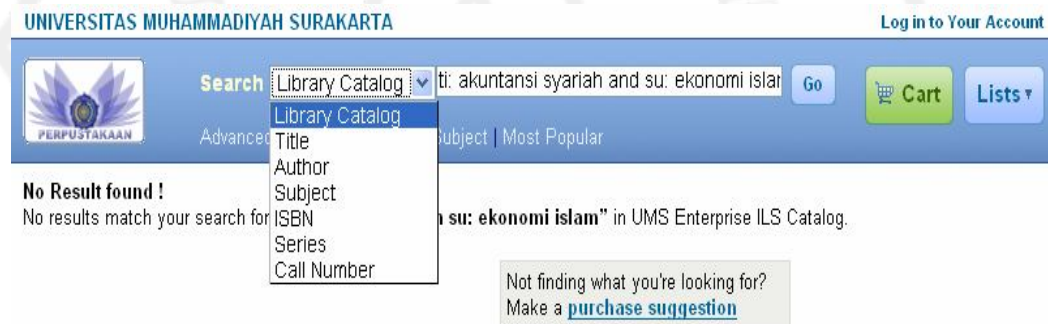 UNIVERSITAS MUHAMMADIYAH SURAKARTA Log in to Your Account
Search Library Catalog ti: akuntansi syariah and su: ekonomi islar Go Cart Lists
PERPUSTAKAAN
Library Catalog
Advanced Subject | Most Popular
Title
Author
Subject
ISBN
Series
Call Number
No Result found !
No results match your search for su: ekonomi islam” in UMS Enterprise ILS Catalog.
Not finding what you're looking for?
Make a purchase suggestion